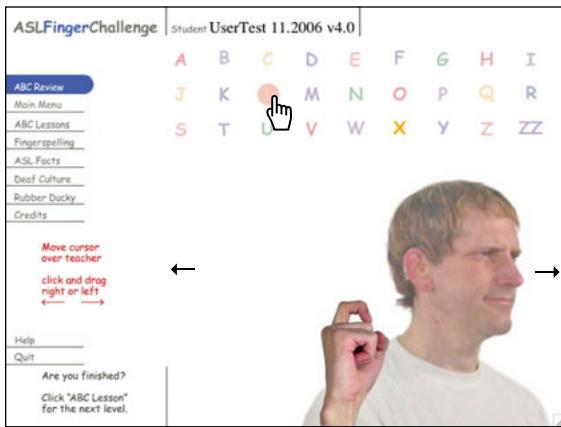 ASLFingerChallenge Student UserTest 11.2006 v4.0
A B C D E F G H I
J K M N O P Q R
S T U V W X Y Z ZZ
ABC Review
Main Menu
ABC Lessons
Fingerspelling
ASL Facts
Deaf Culture
Rubber Ducky
Credits
Move cursor
over teacher
click and drag
right or left
← →
← →
Help
Quit
Are you finished?
Click "ABC Lesson"
for the next level.